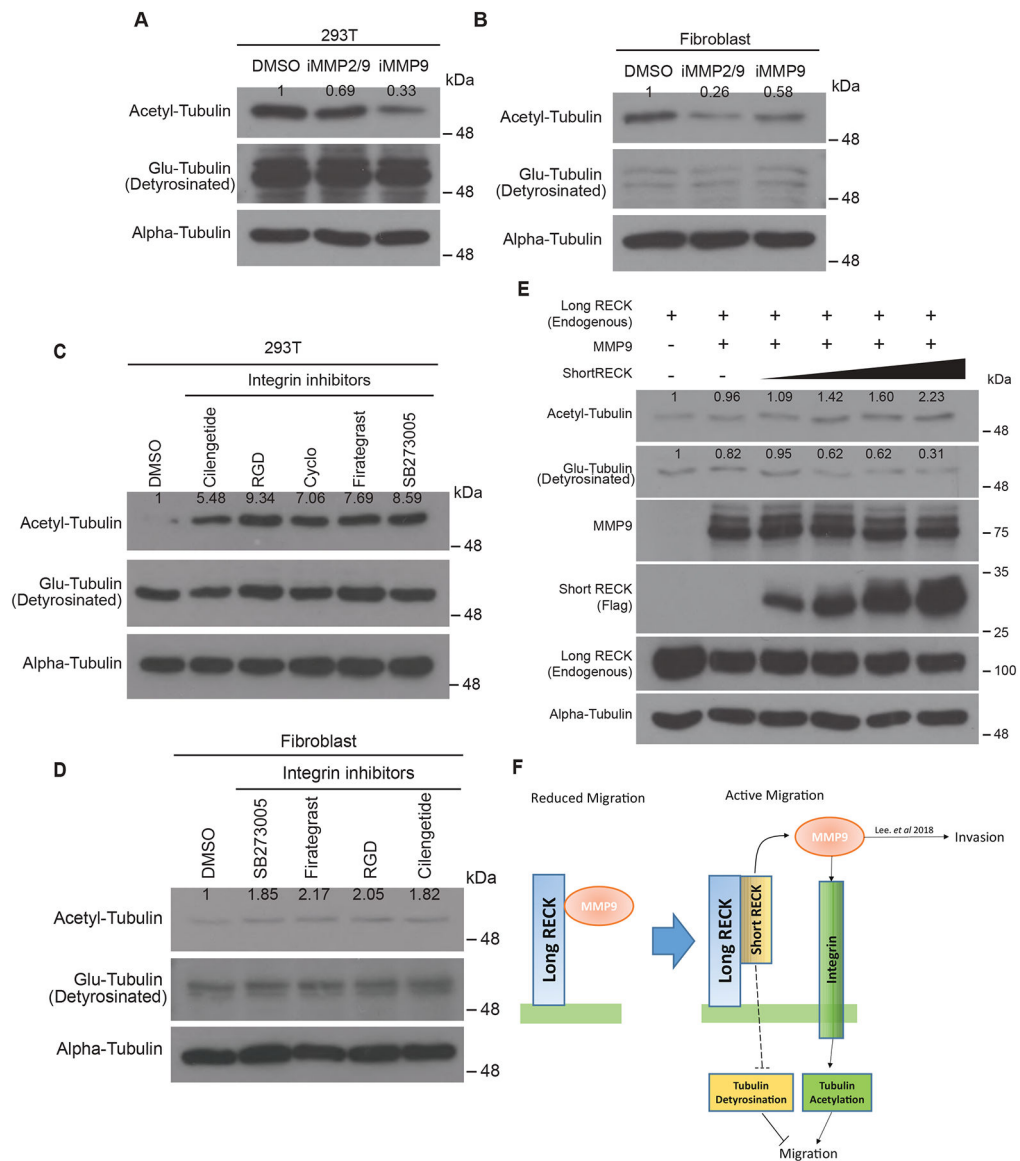 A
293T
DMSO iMMP2/9 iMMP9
kDa
1 0.69 0.33
Acetyl-Tubulin
– 48
Glu-Tubulin
(Detyrosinated)
– 48
Alpha-Tubulin
– 48
B
Fibroblast
DMSO iMMP2/9 iMMP9
kDa
1 0.26 0.58
Acetyl-Tubulin
– 48
Glu-Tubulin
(Detyrosinated)
– 48
Alpha-Tubulin
– 48
C
293T
Integrin inhibitors
DMSO
Cilengetide
RGD
Cyclo
Firategrast
SB273005
kDa
1 5.48 9.34 7.06 7.69 8.59
Acetyl-Tubulin
– 48
Glu-Tubulin
(Detyrosinated)
– 48
Alpha-Tubulin
– 48
D
Fibroblast
Integrin inhibitors
DMSO
SB273005
Firategrast
RGD
Cilengetide
kDa
1 1.85 2.17 2.05 1.82
Acetyl-Tubulin
– 48
Glu-Tubulin
(Detyrosinated)
– 48
Alpha-Tubulin
– 48
E
Long RECK
(Endogenous)
+ + + + + +
MMP9
- + + + + +
ShortRECK
- -
kDa
1 0.96 1.09 1.42 1.60 2.23
Acetyl-Tubulin
– 48
1 0.82 0.95 0.62 0.62 0.31
Glu-Tubulin
(Detyrosinated)
– 48
MMP9
– 75
– 35
Short RECK
(Flag)
– 25
Long RECK
(Endogenous)
– 100
Alpha-Tubulin
– 48
F
Reduced Migration
Long RECK
MMP9
Active Migration
Long RECK
Short RECK
MMP9
Lee. et al 2018
Invasion
Integrin
Tubulin
Detyrosination
Tubulin
Acetylation
Migration